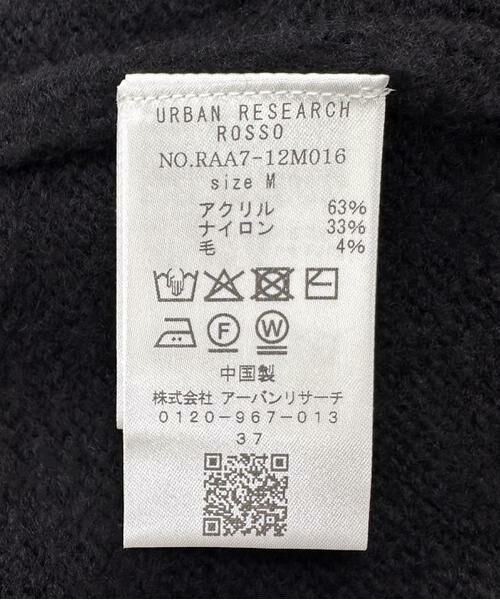 URBAN RESEARCH
ROSSO
NO.RAA7-12M016
size M
アクリル 63%
ナイロン 33%
毛 4%
F W
中国製
株式会社 アーバンリサーチ
0120-967-013
37